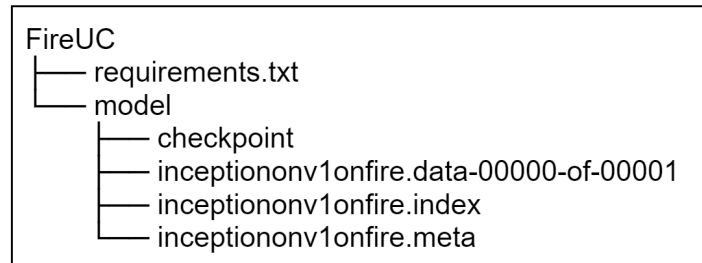 FireUC
requirements.txt
model
checkpoint
inceptiononv1onfire.data-00000-of-00001
inceptiononv1onfire.index
inceptiononv1onfire.meta